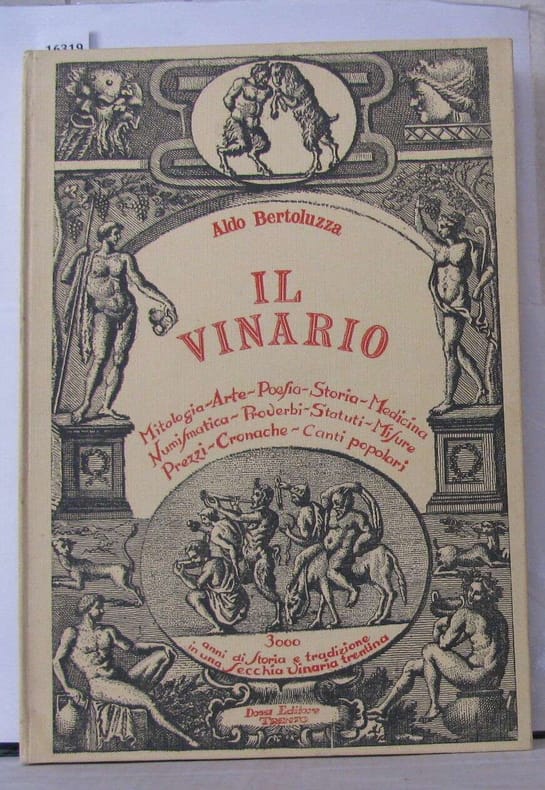 16319
Aldo Bertoluzza
IL
VINARIO
Mitologia-Arte-Poesia-Storia-Medicina
Numismatica-Proverbi-Statuti-Misure
Prezzi-Cronache-Canti popolari
3000
anni di storia e tradizione
in una secchia vinaria trentina
Dossi Editore
TRENTO